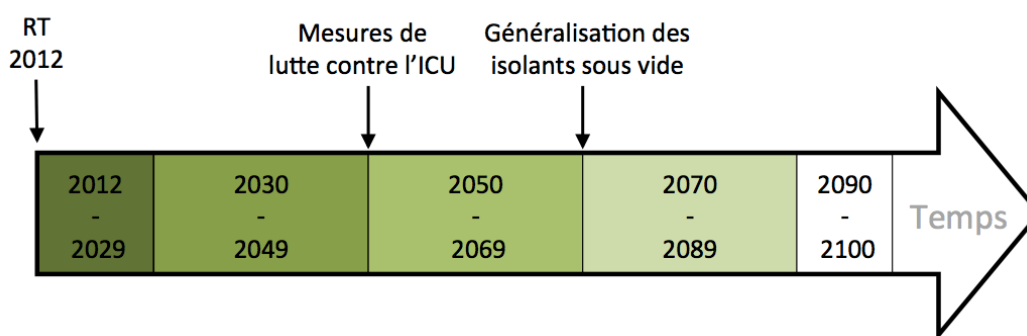 RT
2012
Mesures de
lutte contre l'ICU
Généralisation des
isolants sous vide
2012
-
2029
2030
-
2049
2050
-
2069
2070
-
2089
2090
-
2100
Temps